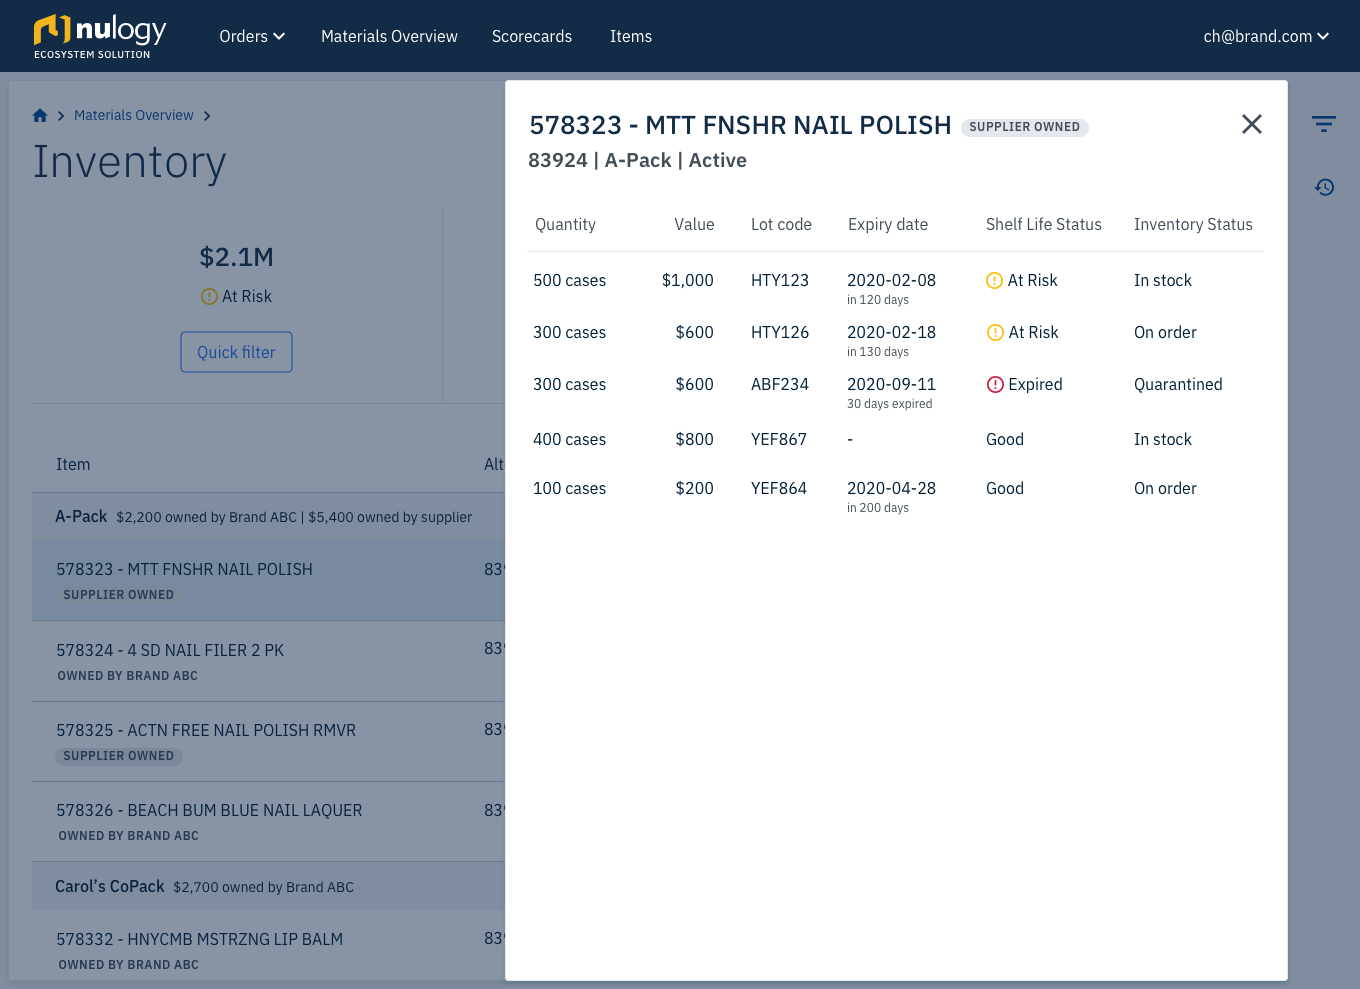 nulogy
ECOSYSTEM SOLUTION
Orders
Materials Overview
Scorecards
Items
ch@brand.com
Materials Overview
Inventory
$2.1M
At Risk
Quick filter
Item
A-Pack $2,200 owned by Brand ABC | $5,400 owned by supplier
578323 - MTT FNSHR NAIL POLISH
SUPPLIER OWNED
578324 - 4 SD NAIL FILER 2 PK
OWNED BY BRAND ABC
578325 - ACTN FREE NAIL POLISH RMVR
SUPPLIER OWNED
578326 - BEACH BUM BLUE NAIL LAQUER
OWNED BY BRAND ABC
Carol’s CoPack $2,700 owned by Brand ABC
578332 - HNYCMB MSTRZNG LIP BALM
OWNED BY BRAND ABC
578323 - MTT FNSHR NAIL POLISH SUPPLIER OWNED
83924 | A-Pack | Active
Quantity Value Lot code Expiry date Shelf Life Status Inventory Status
500 cases $1,000 HTY123 2020-02-08 At Risk In stock
in 120 days
300 cases $600 HTY126 2020-02-18 At Risk On order
in 130 days
300 cases $600 ABF234 2020-09-11 Expired Quarantined
30 days expired
400 cases $800 YEF867 - Good In stock
100 cases $200 YEF864 2020-04-28 Good On order
in 200 days